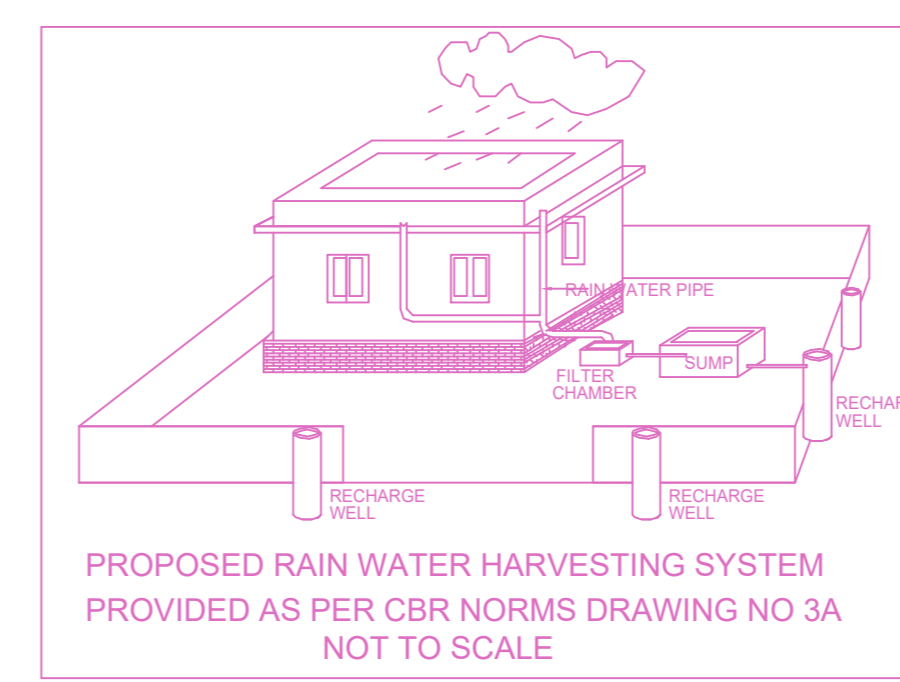 RAIN WATER PIPE
SUMP
FILTER
CHAMBER
WELL
RECHARGE
WELL
RECHARGE
WELL
PROPOSED RAIN WATER HARVESTING SYSTEM
PROVIDED AS PER CBR NORMS DRAWING NO 3A
NOT TO SCALE